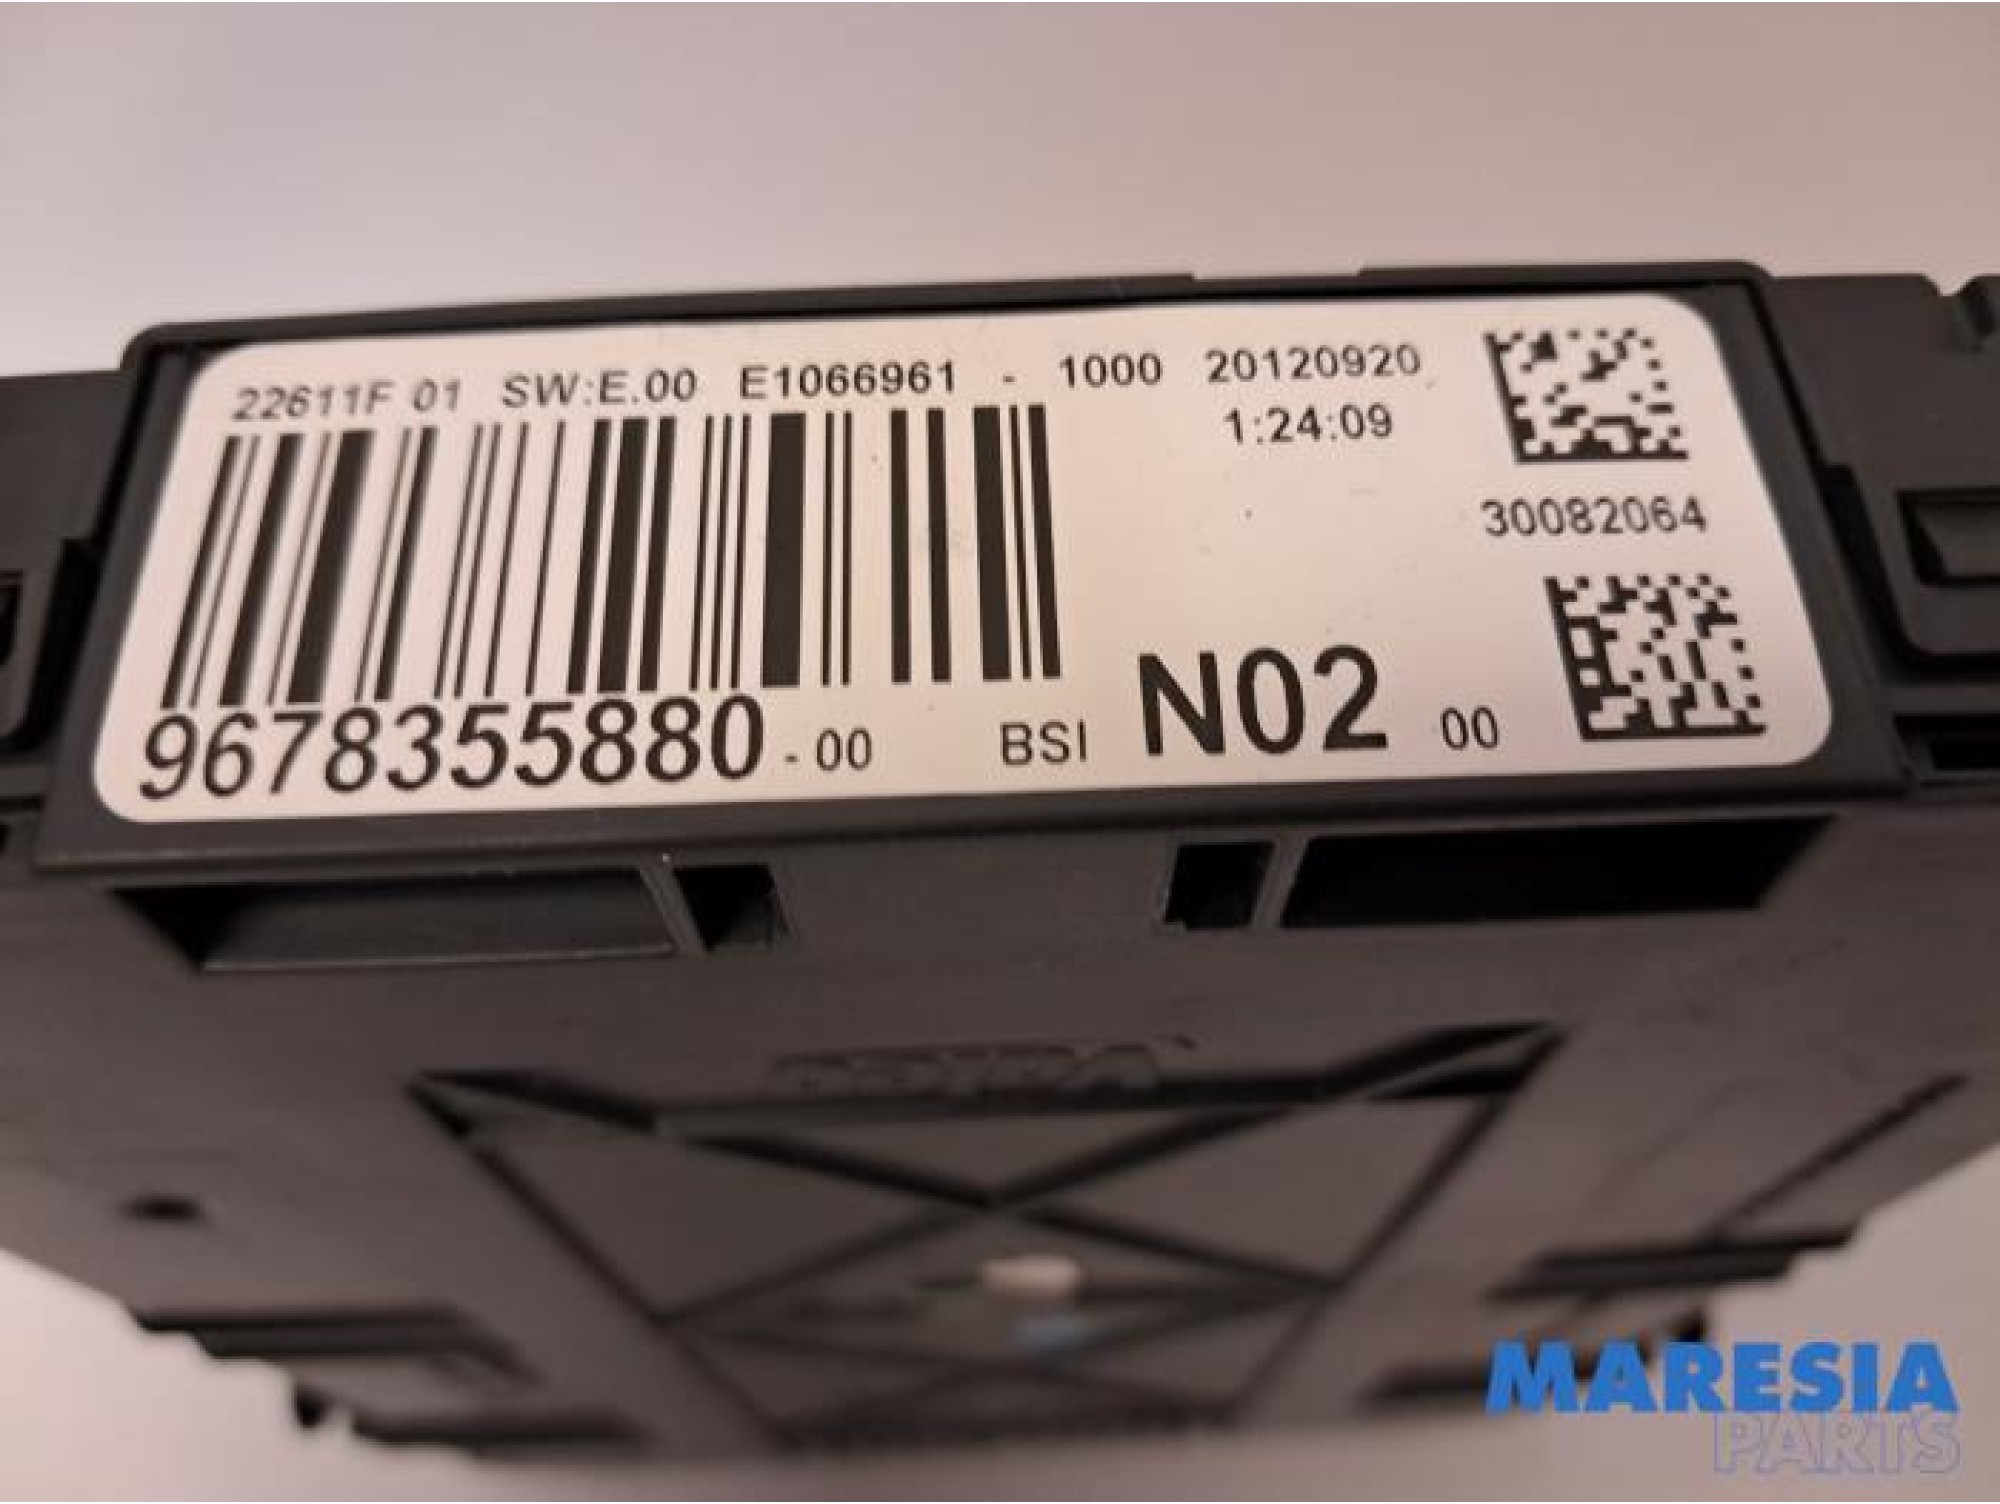 22611F 01 SW:E.00 E1066961 - 1000 20120920
1:24:09
30082064
9678355880 - 00 BSI N02 00
MARESIA
PARTS